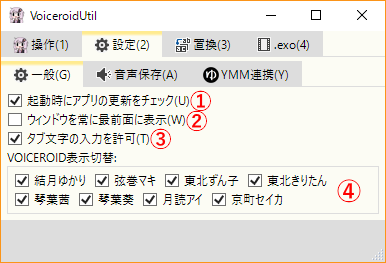 VoiceroidUtil
操作(1) 設定(2) 置換(3) .exo(4)
一般(G) 音声保存(A) ゆ YMM連携(Y)
起動時にアプリの更新をチェック(U) ①
ウィンドウを常に最前面に表示(W) ②
タブ文字の入力を許可(T) ③
VOICEROID表示切替:
結月ゆかり 弦巻マキ 東北ずん子 東北きりたん ④
琴葉茜 琴葉葵 月読アイ 京町セイカ